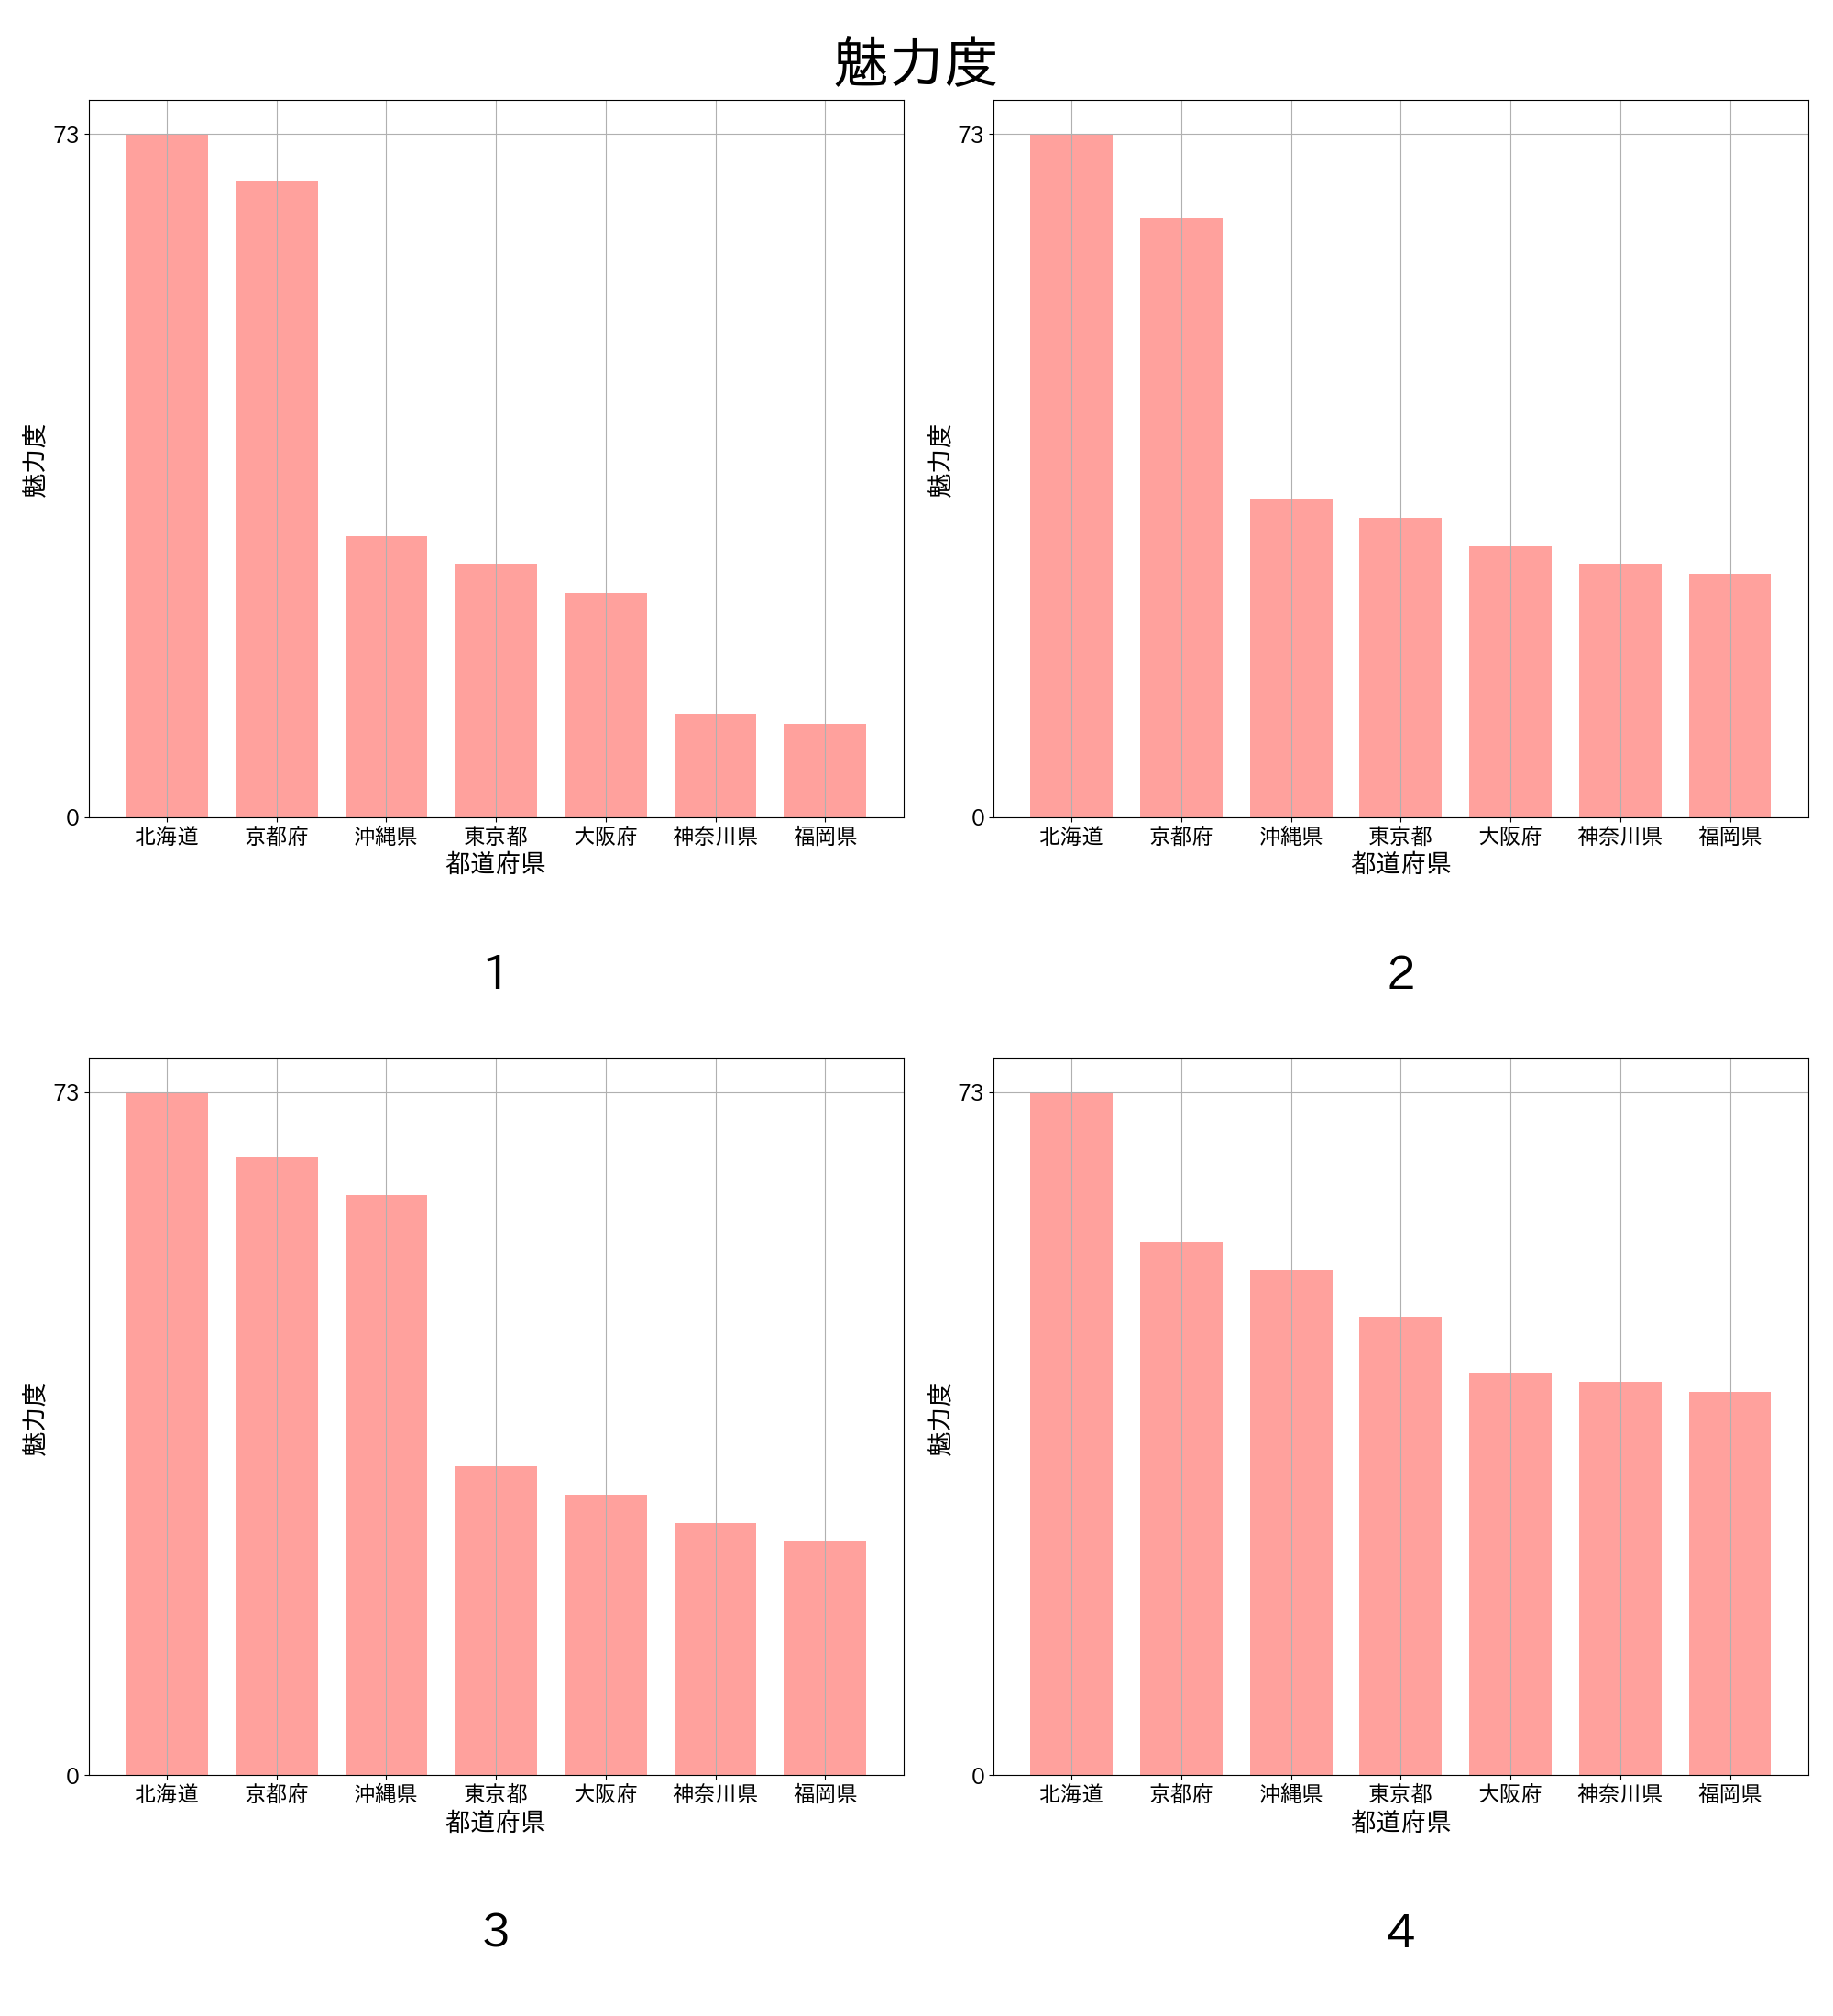 魅力度
73
魅力度
0
北海道 京都府 沖縄県 東京都 大阪府 神奈川県 福岡県
都道府県
1
73
魅力度
0
北海道 京都府 沖縄県 東京都 大阪府 神奈川県 福岡県
都道府県
2
73
魅力度
0
北海道 京都府 沖縄県 東京都 大阪府 神奈川県 福岡県
都道府県
3
73
魅力度
0
北海道 京都府 沖縄県 東京都 大阪府 神奈川県 福岡県
都道府県
4